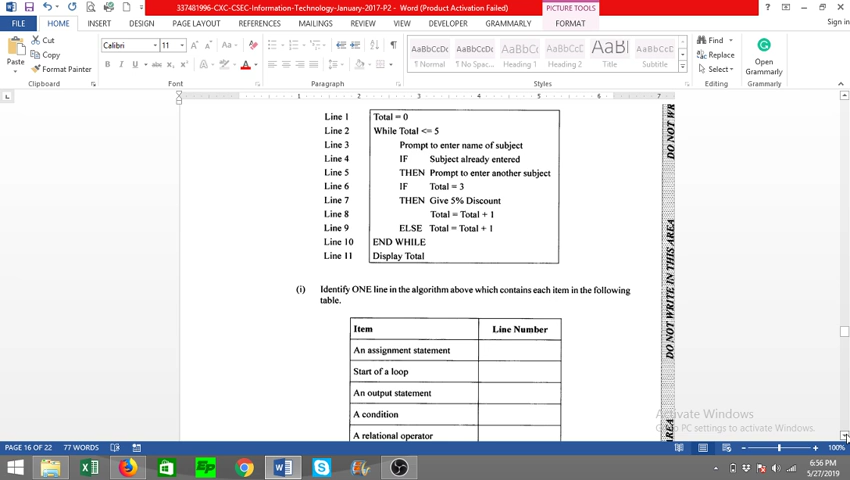 337481996-CXC-CSEC-Information-Technology-January-2017-P2 - Word (Product Activation Failed)
PICTURE TOOLS
FILE HOME INSERT DESIGN PAGE LAYOUT REFERENCES MAILINGS REVIEW VIEW DEVELOPER GRAMMARLY FORMAT
Sign in
Paste
Cut
Copy
Format Painter
Clipboard
Calibri 11
Font
Paragraph
AaBbCcDc AaBbCcDc AaBbCc AaBbCcDc AaBI AaBbCcDc
¶ Normal ¶ No Spac... Heading 1 Heading 2 Title Subtitle
Styles
Find
Replace
Select
Editing
Open
Grammarly
Grammarly
Line 1 Total = 0
Line 2 While Total <= 5
Line 3 Prompt to enter name of subject
Line 4 IF Subject already entered
Line 5 THEN Prompt to enter another subject
Line 6 IF Total = 3
Line 7 THEN Give 5% Discount
Line 8 Total = Total + 1
Line 9 ELSE Total = Total + 1
Line 10 END WHILE
Line 11 Display Total
(i) Identify ONE line in the algorithm above which contains each item in the following
table.
Item Line Number
An assignment statement
Start of a loop
An output statement
A condition
A relational operator
DO NOT WR
DO NOT WRITE IN THIS AREA
AREA
Activate Windows
Go to PC settings to activate Windows.
PAGE 16 OF 22 77 WORDS
100%
6:56 PM
5/27/2019